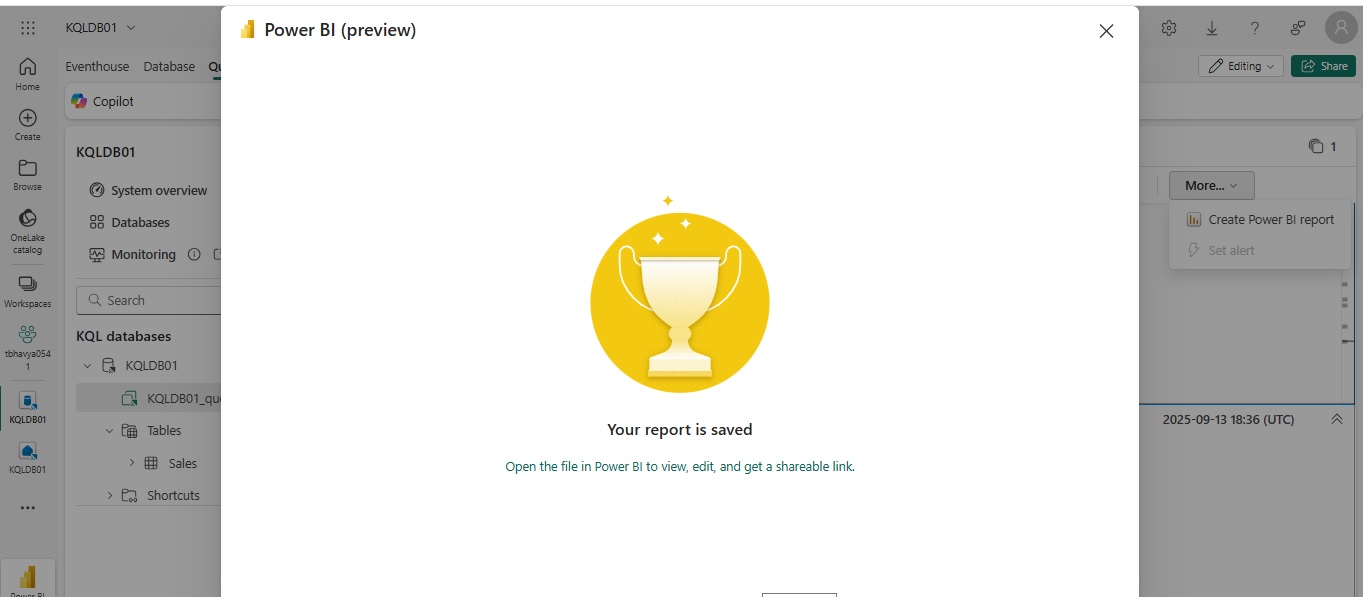 KQLDB01
Power BI (preview)
Home
Eventhouse Database Qu
Editing
Share
Create
Copilot
KQLDB01
1
Browse
System overview
More...
Databases
Create Power BI report
OneLake
catalog
Monitoring
Set alert
Workspaces
Search
KQL databases
tbhavya054
1
KQLDB01
KQLDB01
KQLDB01_que
Your report is saved
2025-09-13 18:36 (UTC)
Tables
Open the file in Power BI to view, edit, and get a shareable link.
KQLDB01
Sales
Shortcuts
Power BI